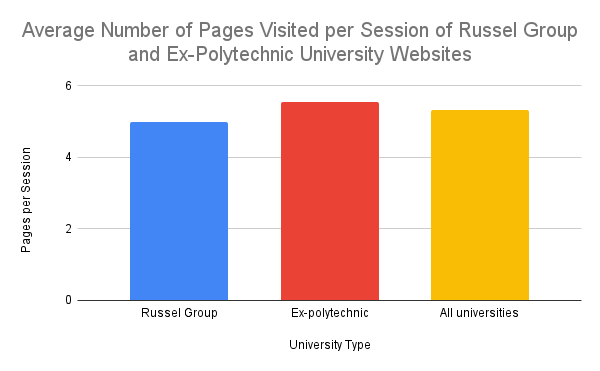 Average Number of Pages Visited per Session of Russel Group
and Ex-Polytechnic University Websites
6
4
2
0
Pages per Session
Russel Group
Ex-polytechnic
All universities
University Type